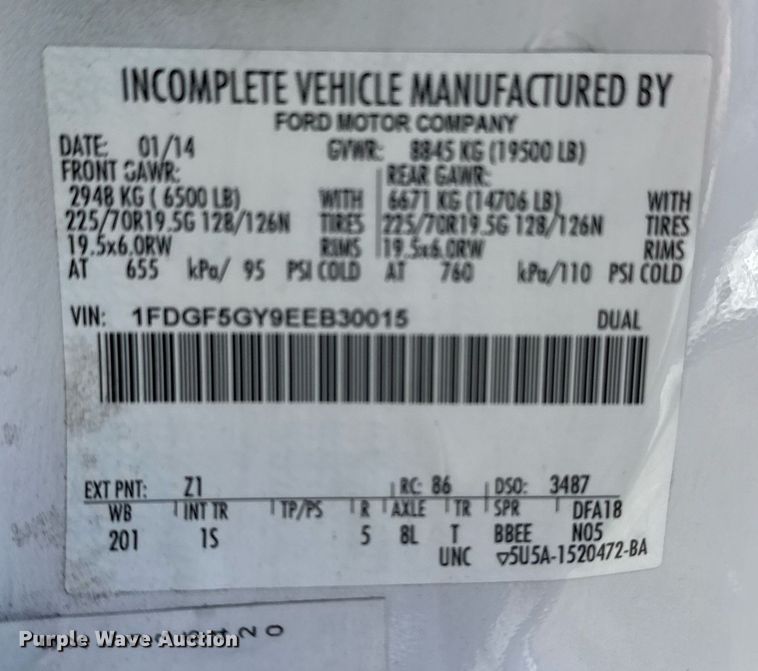 INCOMPLETE VEHICLE MANUFACTURED BY
FORD MOTOR COMPANY
DATE: 01/14 GVWR: 8845 KG (19500 LB)
FRONT GAWR: REAR GAWR:
2948 KG ( 6500 LB) WITH 6671 KG (14706 LB) WITH
225/70R19.5G 128/126N TIRES 225/70R19.5G 128/126N TIRES
19.5x6.0RW RIMS 19.5x6.0RW RIMS
AT 655 kPa/ 95 PSI COLD AT 760 kPa/110 PSI COLD
VIN: 1FDGF5GY9EEB30015 DUAL
EXT PNT: Z1 RC: 86 DSO: 3487
WB INT TR TP/PS R AXLE TR SPR DFA18
201 1S 5 8L T BBEE N05
UNC ▽5U5A-1520472-BA
Purple Wave Auction